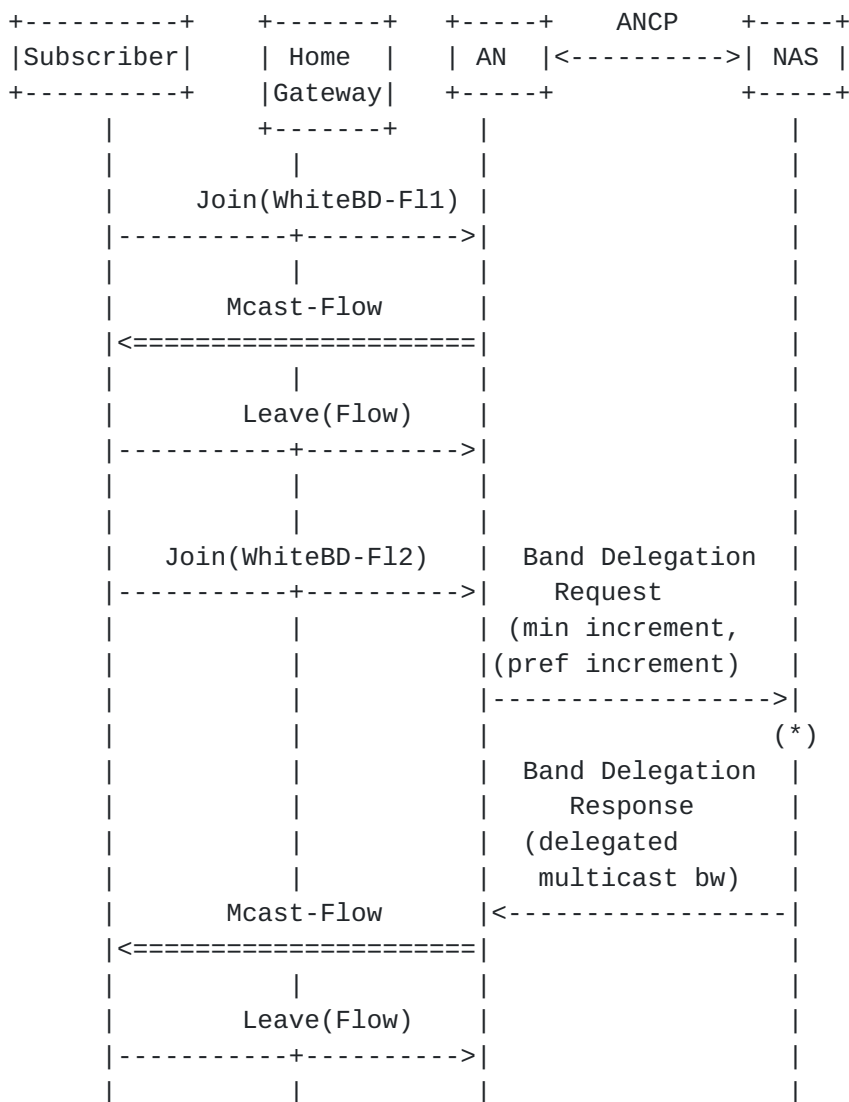 +----------+     +-------+   +-----+    ANCP    +-----+
|Subscriber|     | Home  |   | AN  |<---------->| NAS |
+----------+     |Gateway|   +-----+            +-----+
      |          +-------+      |                   |
      |            |            |                   |
      |     Join(WhiteBD-Fl1)   |                   |
      |-----------+---------->|                   |
      |            |            |                   |
      |       Mcast-Flow        |                   |
      |<======================|                   |
      |            |            |                   |
      |        Leave(Flow)      |                   |
      |-----------+---------->|                   |
      |            |            |                   |
      |            |            |                   |
      |   Join(WhiteBD-Fl2)     |  Band Delegation  |
      |-----------+---------->|    Request        |
      |            |            | (min increment,   |
      |            |            |(pref increment)   |
      |            |            |------------------>|
      |            |            |                  (*)
      |            |            |  Band Delegation  |
      |            |            |     Response      |
      |            |            |  (delegated       |
      |            |            |   multicast bw)   |
      |       Mcast-Flow        |<------------------|
      |<======================|                   |
      |            |            |                   |
      |        Leave(Flow)      |                   |
      |-----------+---------->|                   |
      |            |            |                   |